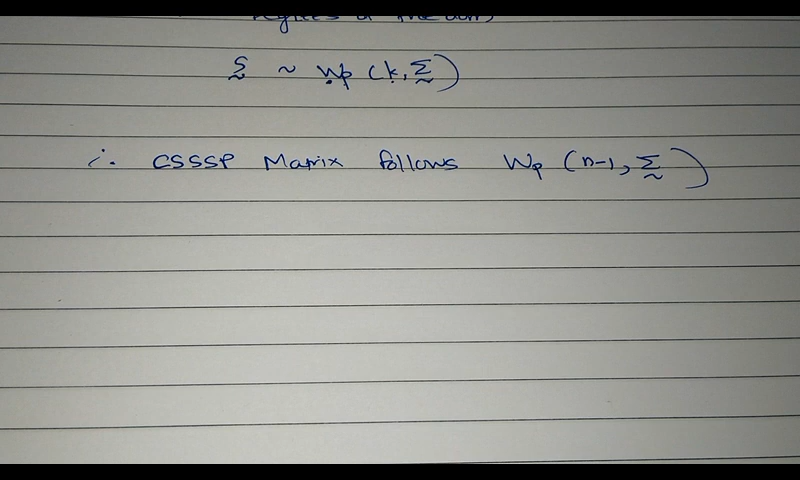 S ~ Wp (k, Σ)
∴ CSSSP Matrix follows Wp (n-1, Σ)